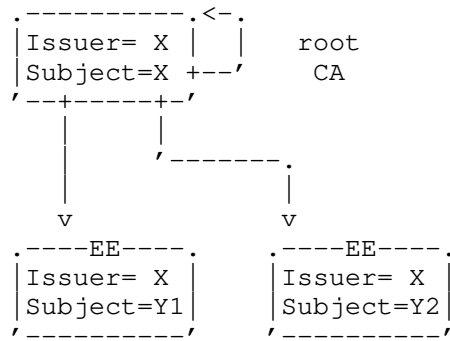 .----------.<-.
|Issuer= X | |    root
|Subject=X +--'    CA
'--+-----+-'
   |     |
   |     '-------.
   |             |
   v             v
.----EE----.    .----EE----.
|Issuer= X |    |Issuer= X |
|Subject=Y1|    |Subject=Y2|
'----------'    '----------'